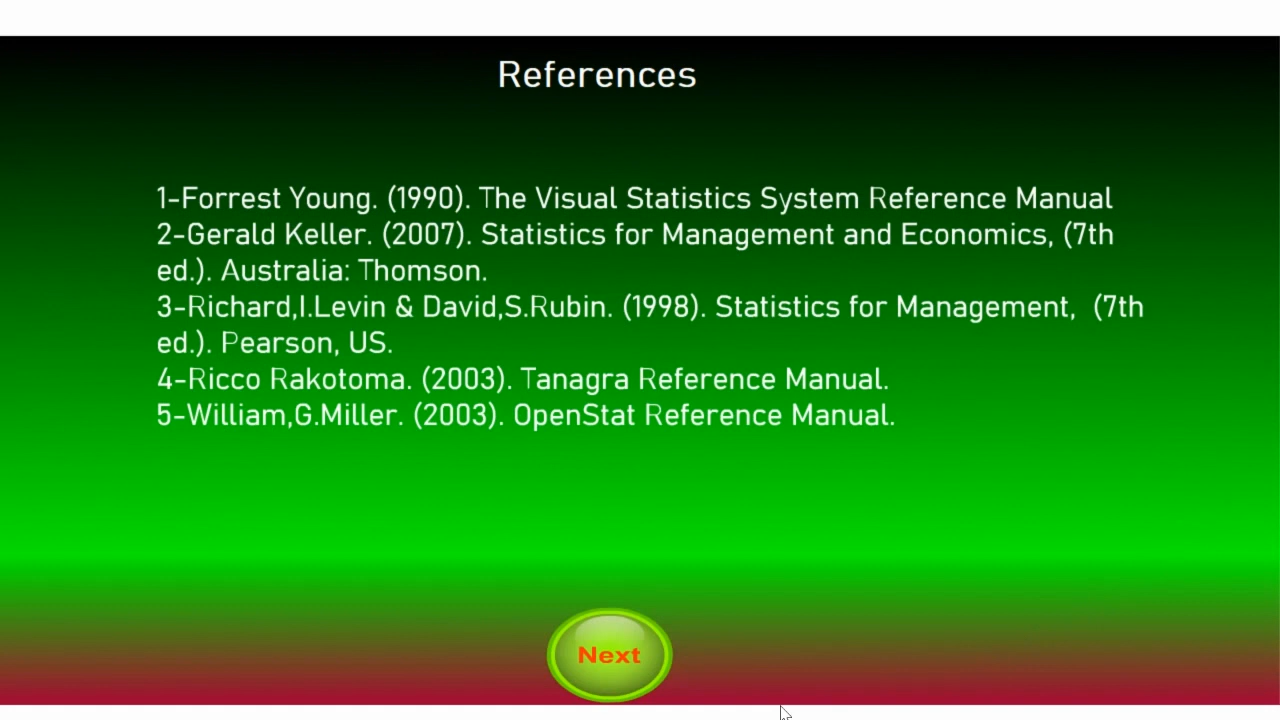 References
1-Forrest Young. (1990). The Visual Statistics System Reference Manual
2-Gerald Keller. (2007). Statistics for Management and Economics, (7th
ed.). Australia: Thomson.
3-Richard,I.Levin & David,S.Rubin. (1998). Statistics for Management,  (7th
ed.). Pearson, US.
4-Ricco Rakotoma. (2003). Tanagra Reference Manual.
5-William,G.Miller. (2003). OpenStat Reference Manual.
Next